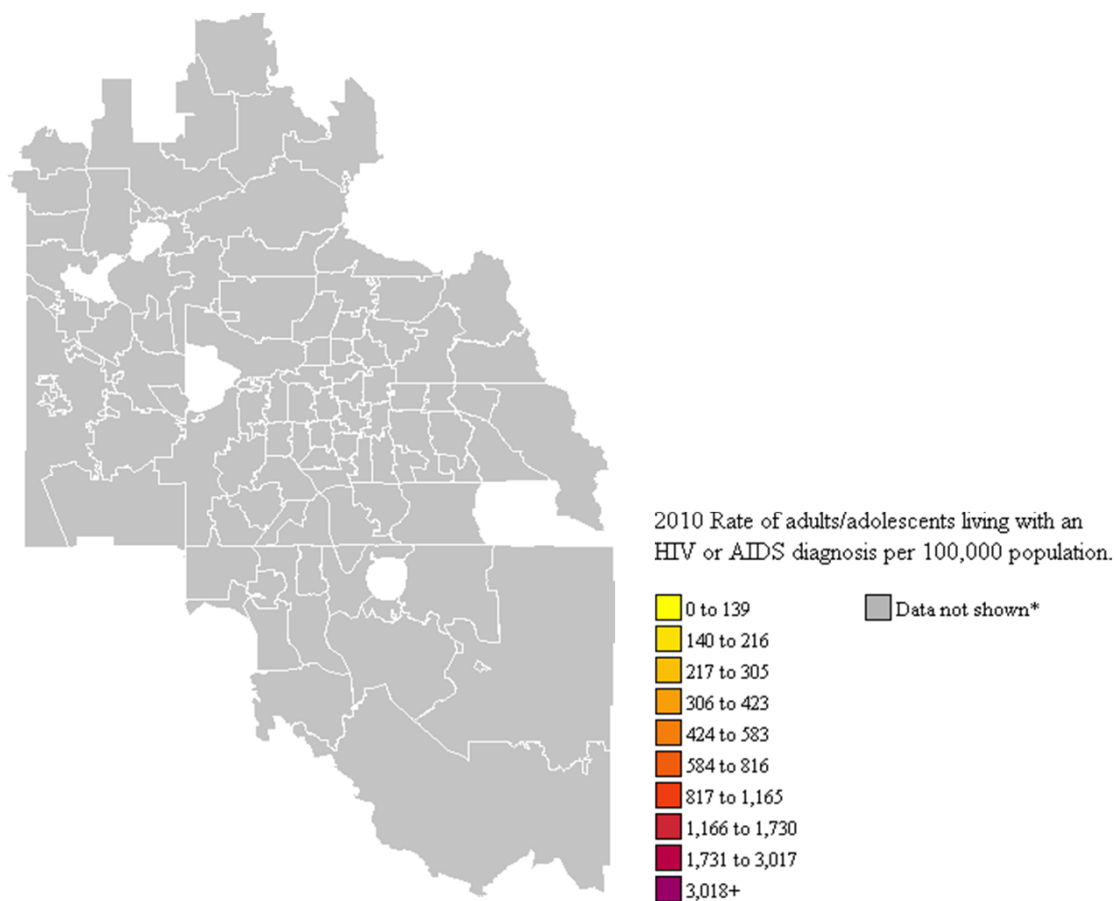 2010 Rate of adults/adolescents living with an
HIV or AIDS diagnosis per 100,000 population.
0 to 139
Data not shown*
140 to 216
217 to 305
306 to 423
424 to 583
584 to 816
817 to 1,165
1,166 to 1,730
1,731 to 3,017
3,018+